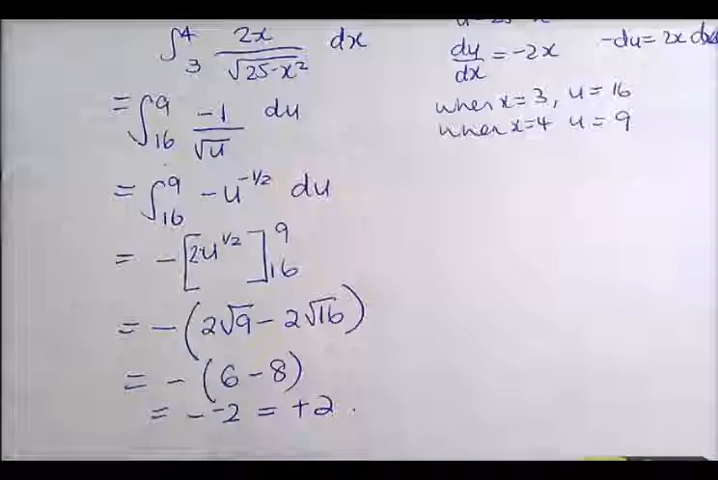 ∫₃⁴ 2x/√(25-x²) dx
dy/dx = -2x -du = 2x dx
when x = 3, u = 16
when x=4 u = 9
= ∫₁₆⁹ -1/√u du
= ∫₁₆⁹ -u^(-1/2) du
= -[2u^(1/2)]₁₆⁹
= -(2√9 - 2√16)
= -(6-8)
= --2 = +2.